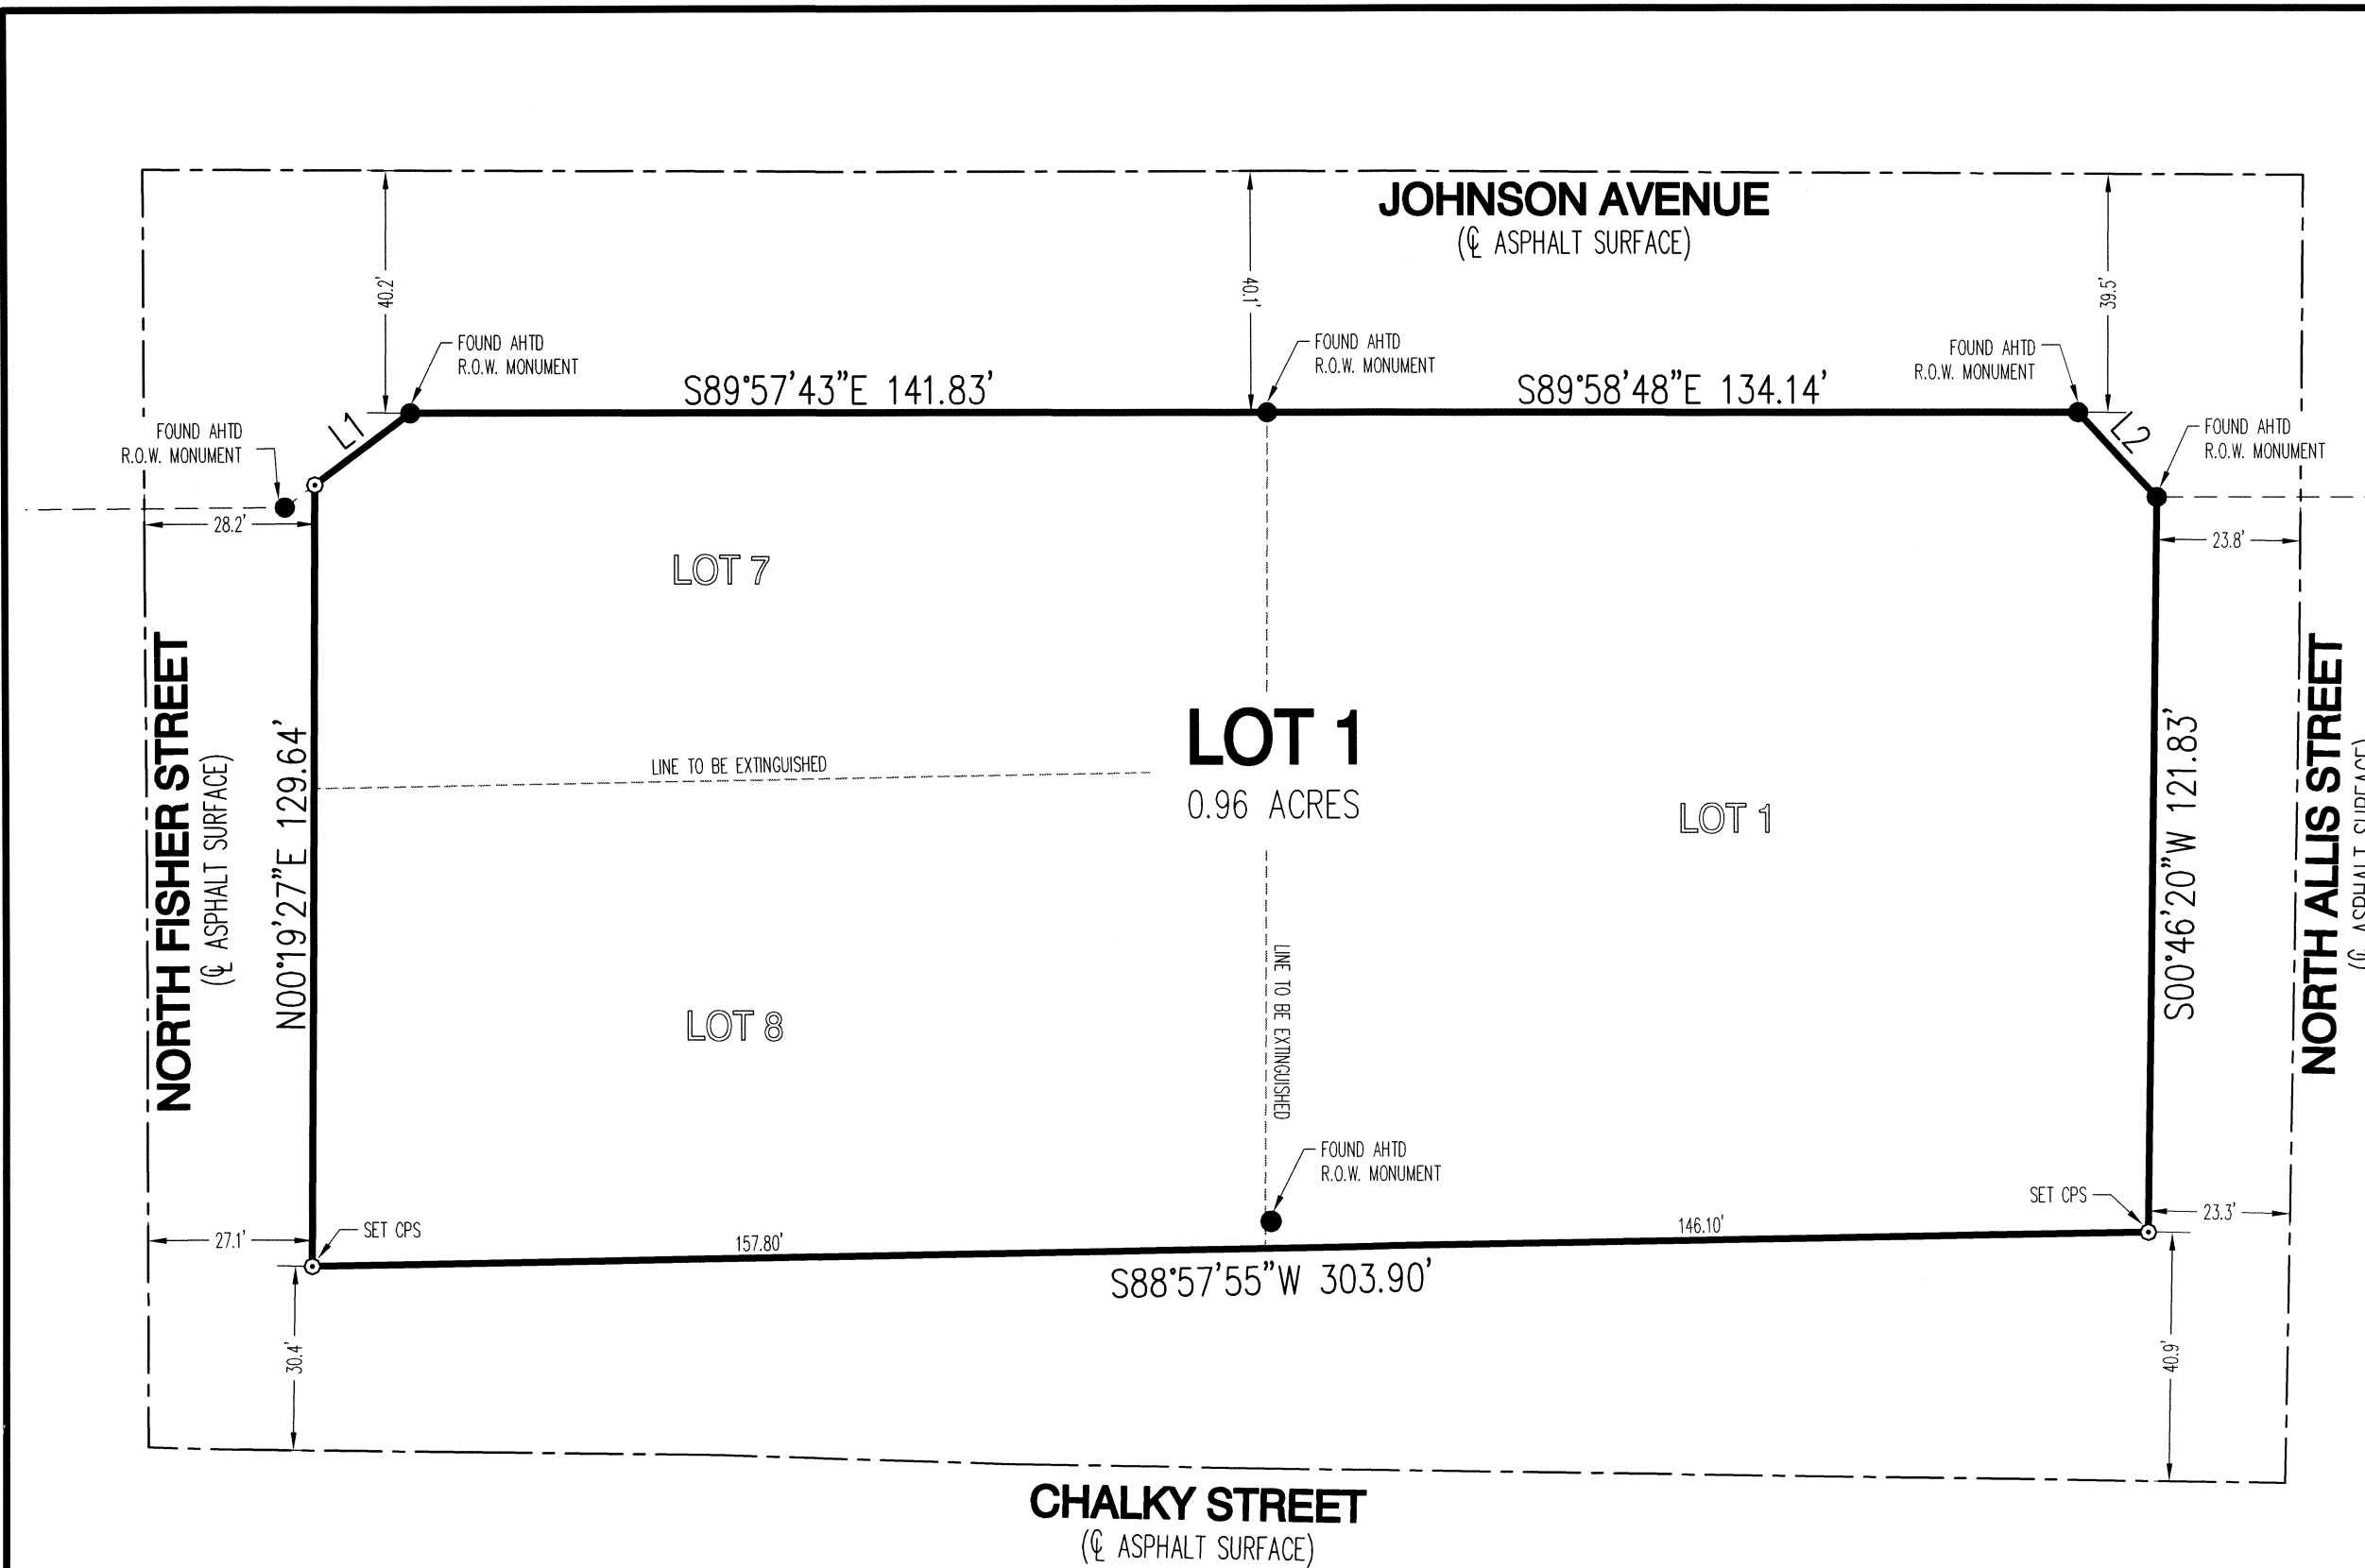 JOHNSON AVENUE
(℄ ASPHALT SURFACE)
40.2'
40.1'
39.5'
FOUND AHTD
R.O.W. MONUMENT
FOUND AHTD
R.O.W. MONUMENT
FOUND AHTD
R.O.W. MONUMENT
S89°57'43"E 141.83'
S89°58'48"E 134.14'
L1
L2
FOUND AHTD
R.O.W. MONUMENT
FOUND AHTD
R.O.W. MONUMENT
28.2'
23.8'
LOT 7
NORTH FISHER STREET
(℄ ASPHALT SURFACE)
N00°19'27"E 129.64'
LINE TO BE EXTINGUISHED
LOT 1
0.96 ACRES
LOT 1
S00°46'20"W 121.83'
NORTH ALLIS STREET
(℄ ASPHALT SURFACE)
LOT 8
LINE TO BE EXTINGUISHED
FOUND AHTD
R.O.W. MONUMENT
SET CPS
23.3'
27.1'
SET CPS
157.80'
146.10'
S88°57'55"W 303.90'
30.4'
40.9'
CHALKY STREET
(℄ ASPHALT SURFACE)